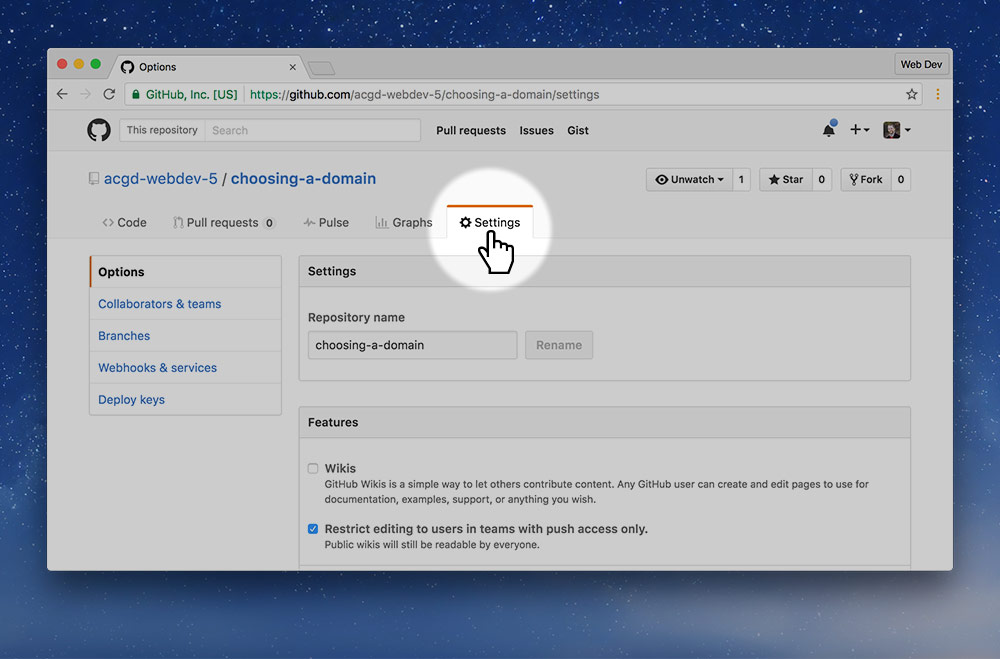 Options
Web Dev
GitHub, Inc. [US] https://github.com/acgd-webdev-5/choosing-a-domain/settings
This repository Search Pull requests Issues Gist
acgd-webdev-5 / choosing-a-domain Unwatch 1 Star 0 Fork 0
Code Pull requests 0 Pulse Graphs Settings
Options
Collaborators & teams
Branches
Webhooks & services
Deploy keys
Settings
Repository name
choosing-a-domain Rename
Features
Wikis
GitHub Wikis is a simple way to let others contribute content. Any GitHub user can create and edit pages to use for
documentation, examples, support, or anything you wish.
Restrict editing to users in teams with push access only.
Public wikis will still be readable by everyone.